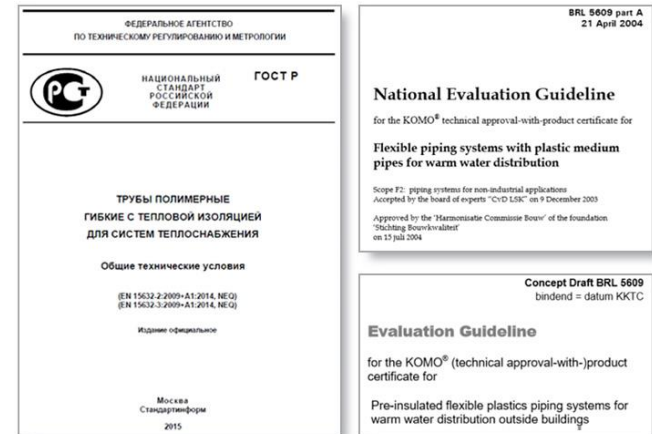 ФЕДЕРАЛЬНОЕ АГЕНТСТВО
ПО ТЕХНИЧЕСКОМУ РЕГУЛИРОВАНИЮ И МЕТРОЛОГИИ
НАЦИОНАЛЬНЫЙ
СТАНДАРТ
РОССИЙСКОЙ
ФЕДЕРАЦИИ
ГОСТ Р
ТРУБЫ ПОЛИМЕРНЫЕ
ГИБКИЕ С ТЕПЛОВОЙ ИЗОЛЯЦИЕЙ
ДЛЯ СИСТЕМ ТЕПЛОСНАБЖЕНИЯ
Общие технические условия
(EN 15632-2:2009+A1:2014, NEQ)
(EN 15632-3:2009+A1:2014, NEQ)
Издание официальное
Москва
Стандартинформ
2015
BRL 5609 part A
21 April 2004
National Evaluation Guideline
for the KOMO® technical approval-with-product certificate for
Flexible piping systems with plastic medium
pipes for warm water distribution
Scope F2: piping systems for non-industrial applications
Accepted by the board of experts "CvD LSK" on 9 December 2003
Approved by the 'Harmonisatie Commissie Bouw' of the foundation
'Stichting Bouwkwaliteit'
on 15 juli 2004
Concept Draft BRL 5609
bindend = datum KKTC
Evaluation Guideline
for the KOMO® (technical approval-with-)product
certificate for
Pre-insulated flexible plastics piping systems for
warm water distribution outside buildings